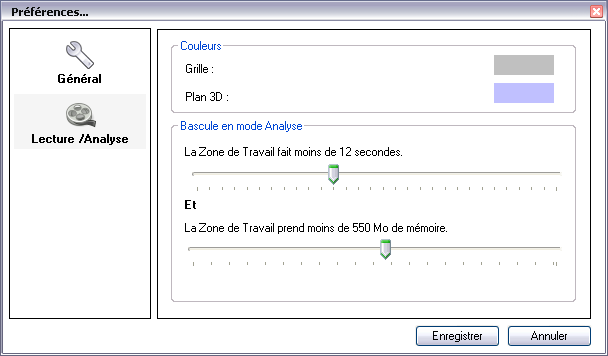 Préférences...
Général
Lecture /Analyse
Couleurs
Grille :
Plan 3D :
Bascule en mode Analyse
La Zone de Travail fait moins de 12 secondes.
Et
La Zone de Travail prend moins de 550 Mo de mémoire.
Enregistrer
Annuler